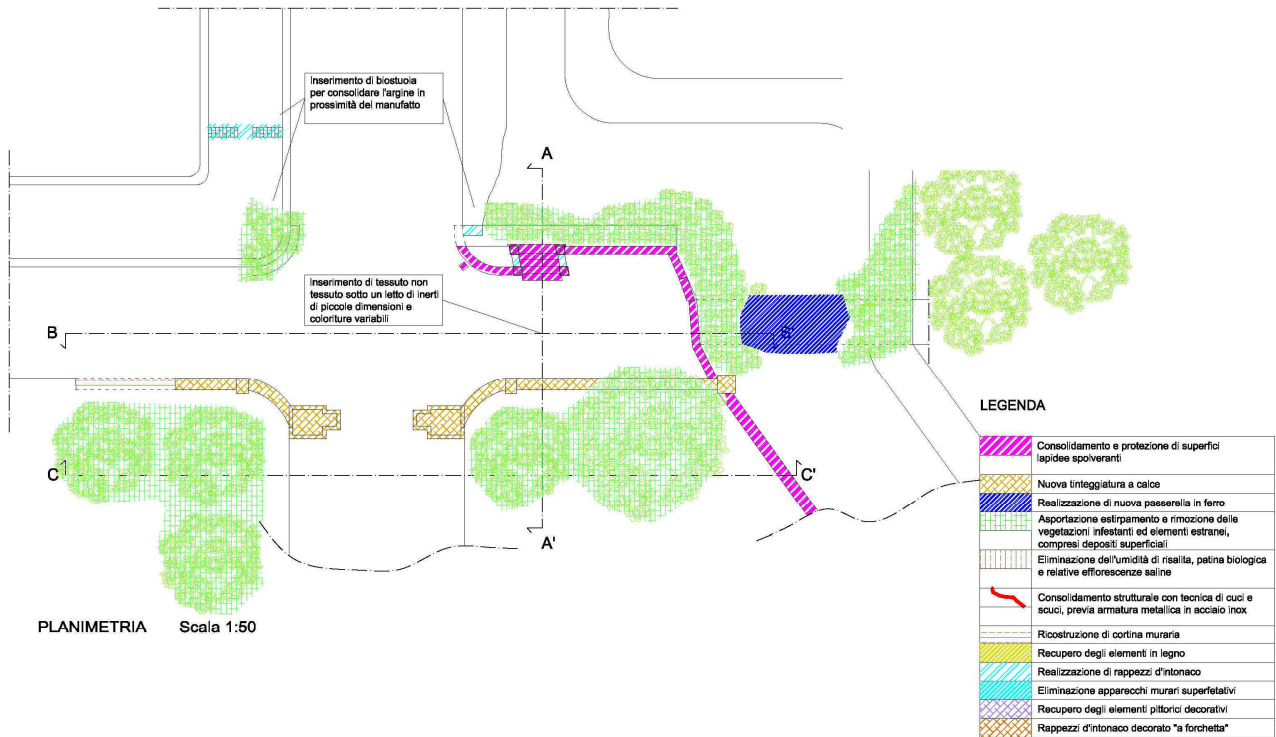 Inserimento di biostuoia
per consolidare l'argine in
prossimità del manufatto
A
Inserimento di tessuto non
tessuto sotto un letto di inerti
di piccole dimensioni e
coloriture variabili
B
B'
C
C'
A'
PLANIMETRIA Scala 1:50
LEGENDA
Consolidamento e protezione di superfici
lapidee spolveranti
Nuova tinteggiatura a calce
Realizzazione di nuova passerella in ferro
Asportazione estirpamento e rimozione delle
vegetazioni infestanti ed elementi estranei,
compresi depositi superficiali
Eliminazione dell'umidità di risalita, patina biologica
e relative efflorescenze saline
Consolidamento strutturale con tecnica di cuci e
scuci, previa armatura metallica in acciaio inox
Ricostruzione di cortina muraria
Recupero degli elementi in legno
Realizzazione di rappezzi d'intonaco
Eliminazione apparecchi murari superfetativi
Recupero degli elementi pittorici decorativi
Rappezzi d'intonaco decorato "a forchetta"